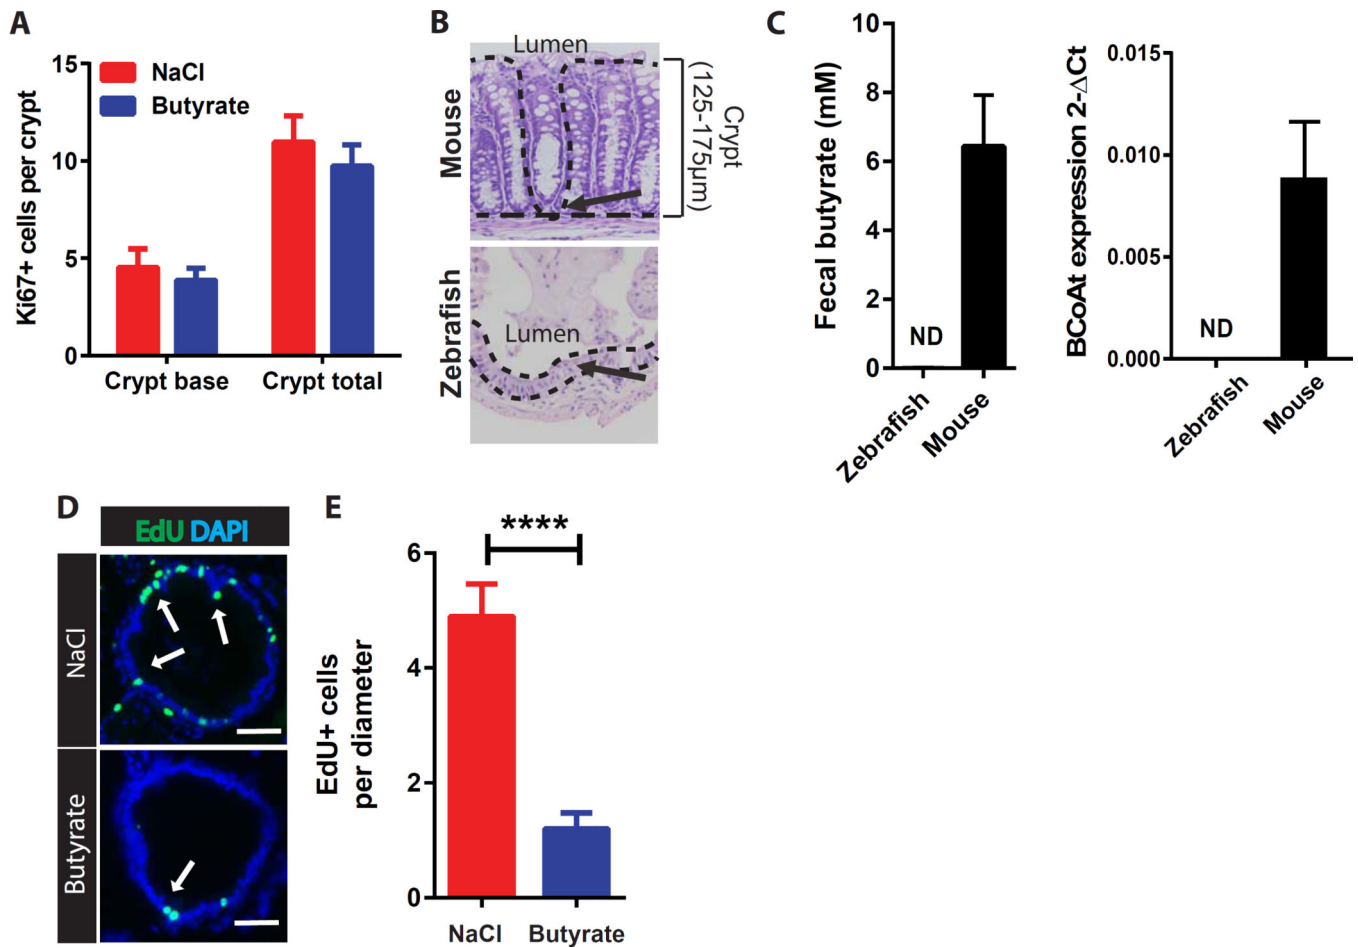 A
NaCl
Butyrate
Ki67+ cells per crypt
15
10
5
0
Crypt base
Crypt total
B
Mouse
Lumen
Crypt
(125-175µm)
Zebrafish
Lumen
C
Fecal butyrate (mM)
10
8
6
4
2
0
ND
Zebrafish
Mouse
BCoAt expression 2-ΔCt
0.015
0.010
0.005
0.000
ND
Zebrafish
Mouse
D
EdU DAPI
NaCl
Butyrate
E
****
EdU+ cells
per diameter
6
4
2
0
NaCl
Butyrate